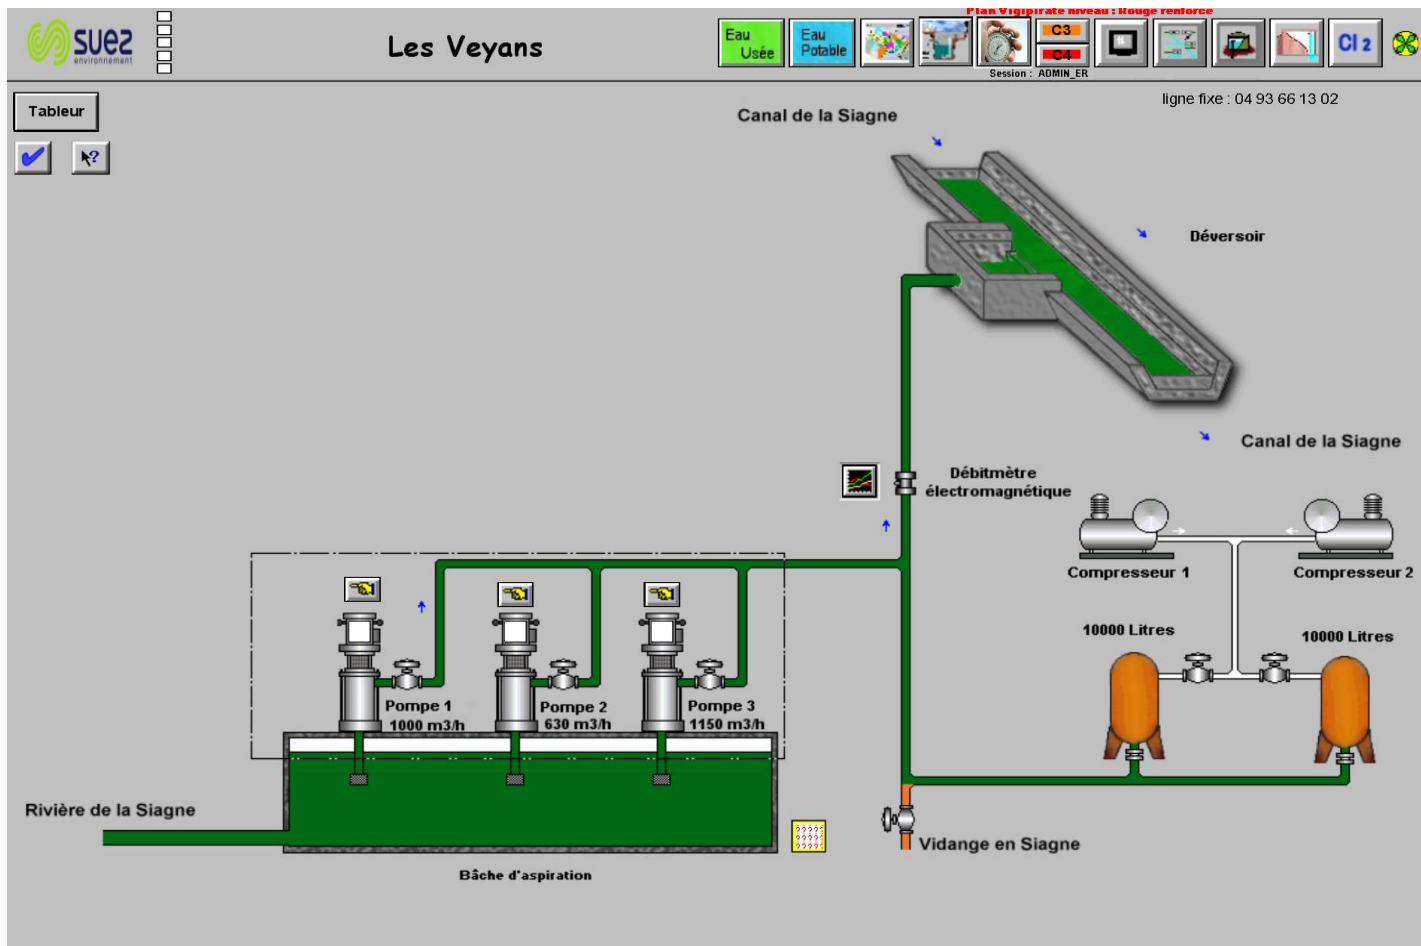 Plan Vigipirate niveau : Rouge renforce
suez
environnement
Les Veyans
Eau
Usée
Eau
Potable
C3
C4
Cl 2
Session : ADMIN_ER
Tableur
ligne fixe : 04 93 66 13 02
Canal de la Siagne
Déversoir
Canal de la Siagne
Débitmètre
électromagnétique
Compresseur 1
Compresseur 2
10000 Litres
10000 Litres
Pompe 1
1000 m3/h
Pompe 2
630 m3/h
Pompe 3
1150 m3/h
Rivière de la Siagne
Vidange en Siagne
Bâche d'aspiration